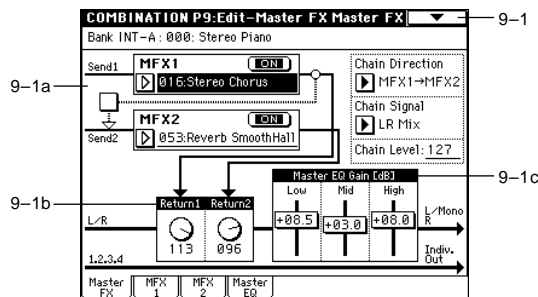 COMBINATION P9:Edit-Master FX Master FX
9-1
Bank INT-A: 000: Stereo Piano
Send1
MFX1
ON
016:Stereo Chorus
Chain Direction
MFX1→MFX2
9-1a
Chain Signal
LR Mix
Send2
MFX2
ON
053:Reverb SmoothHall
Chain Level: 127
Master EQ Gain [dB]
9-1c
Low Mid High
9-1b
Return1 Return2
L/R
+08.5 +03.0 +08.0
L/Mono
R
113 096
Indiv.
Out
1.2.3.4
Master FX
MFX 1
MFX 2
Master EQ